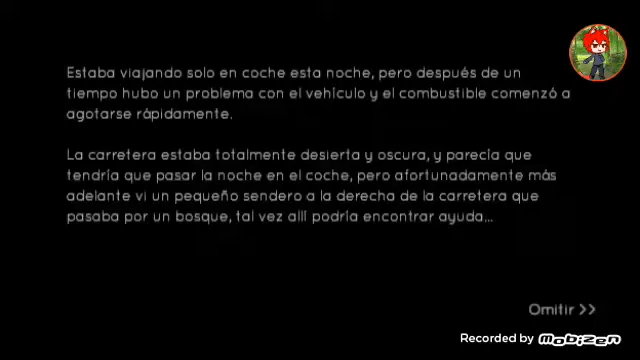 Estaba viajando solo en coche esta noche, pero después de un
tiempo hubo un problema con el vehículo y el combustible comenzó a
agotarse rápidamente.
La carretera estaba totalmente desierta y oscura, y parecía que
tendría que pasar la noche en el coche, pero afortunadamente más
adelante vi un pequeño sendero a la derecha de la carretera que
pasaba por un bosque, tal vez allí podría encontrar ayuda...
Omitir >>
Recorded by Mobizen